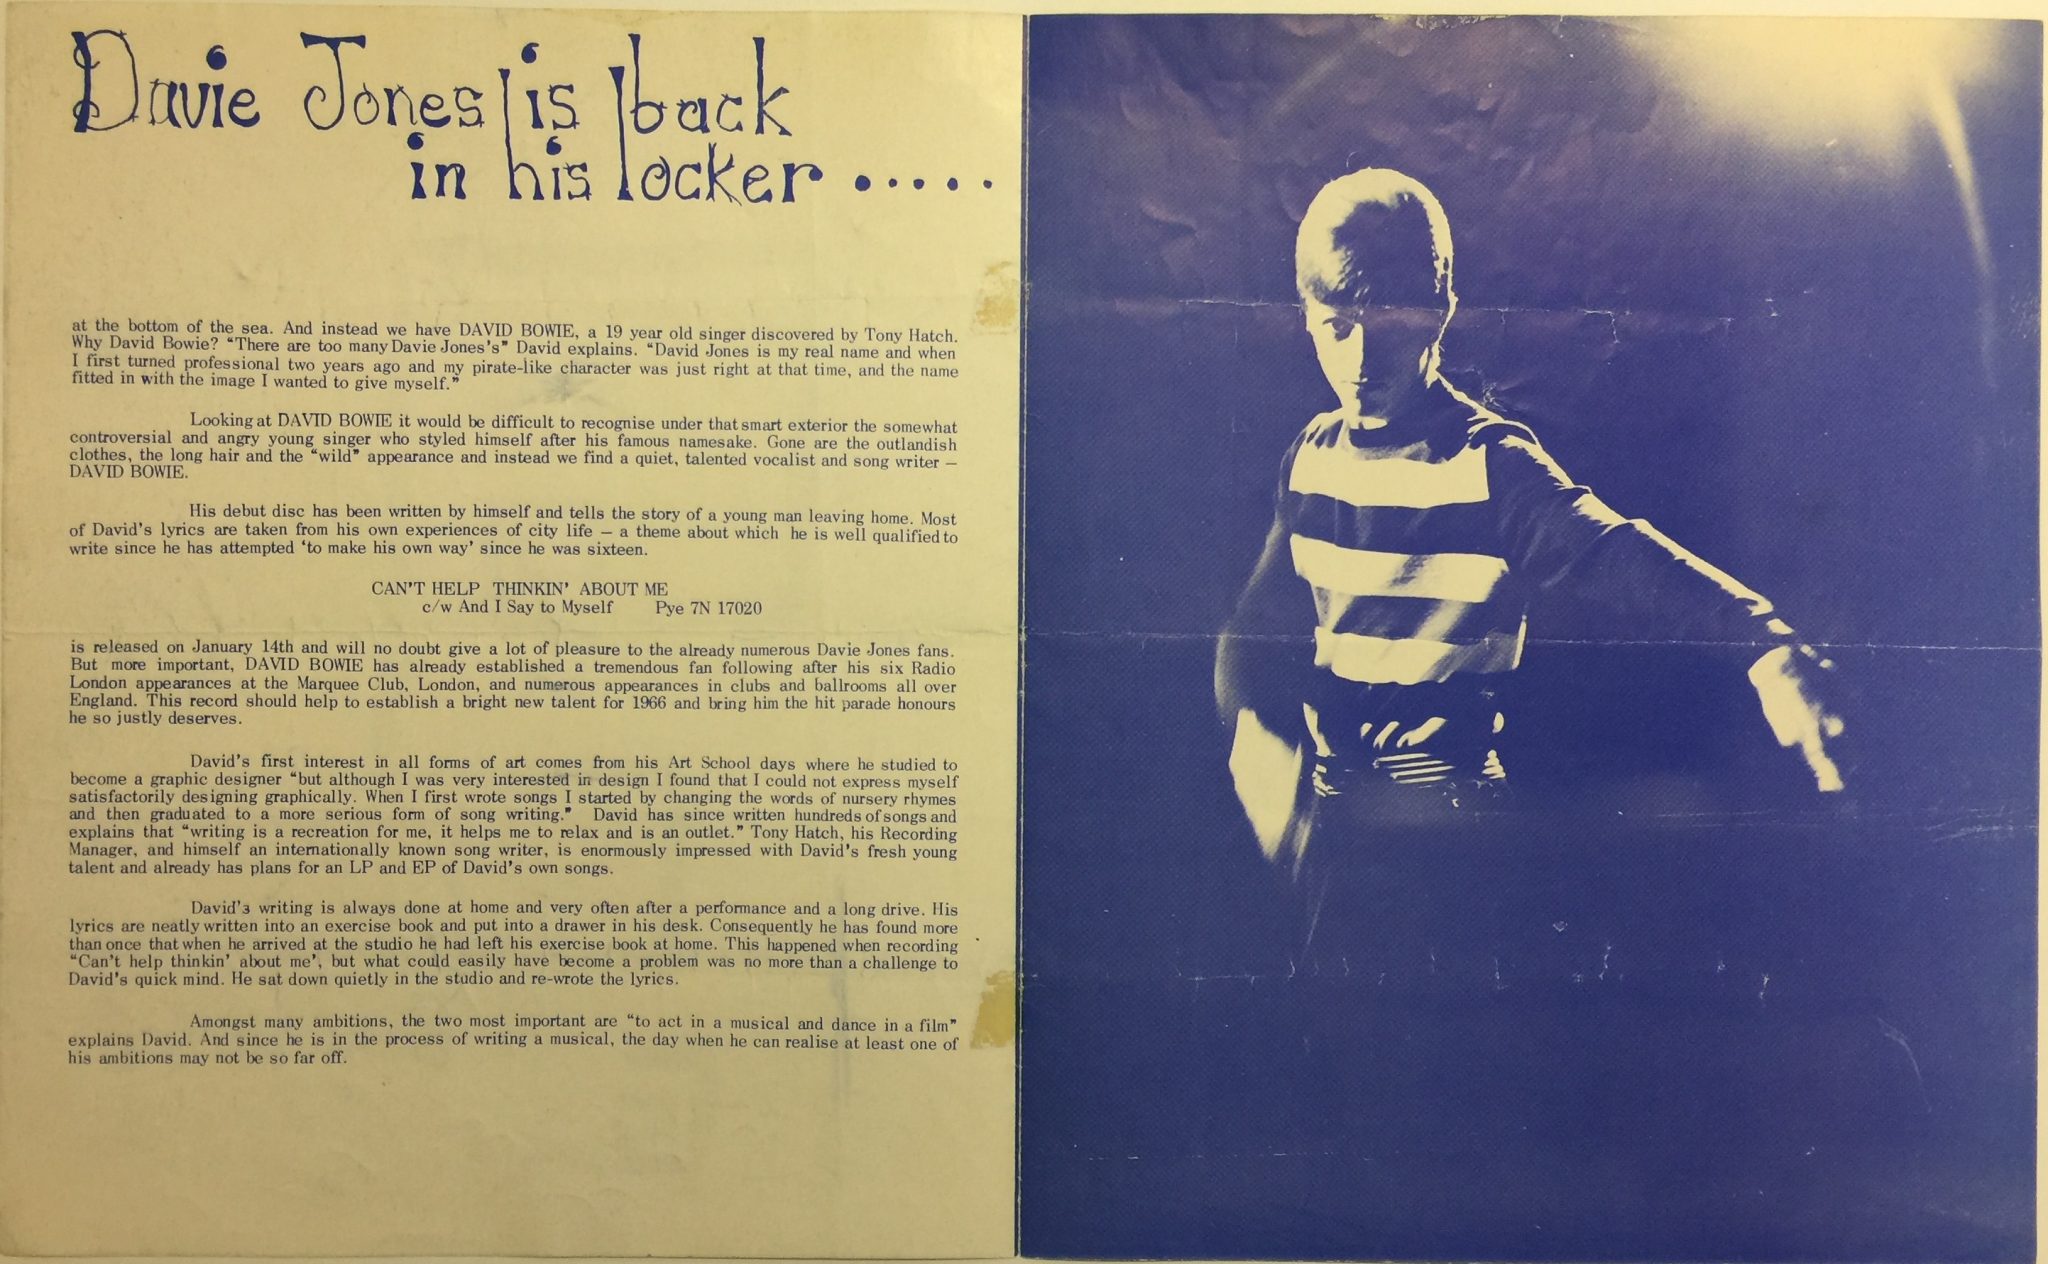 Davie Jones is back
in his locker .....
at the bottom of the sea. And instead we have DAVID BOWIE, a 19 year old singer discovered by Tony Hatch.
Why David Bowie? “There are too many Davie Jones's” David explains. “David Jones is my real name and when
I first turned professional two years ago and my pirate-like character was just right at that time, and the name
fitted in with the image I wanted to give myself.”
Looking at DAVID BOWIE it would be difficult to recognise under that smart exterior the somewhat
controversial and angry young singer who styled himself after his famous namesake. Gone are the outlandish
clothes, the long hair and the “wild” appearance and instead we find a quiet, talented vocalist and song writer –
DAVID BOWIE.
His debut disc has been written by himself and tells the story of a young man leaving home. Most
of David's lyrics are taken from his own experiences of city life – a theme about which he is well qualified to
write since he has attempted ‘to make his own way’ since he was sixteen.
CAN'T HELP THINKIN' ABOUT ME
c/w And I Say to Myself Pye 7N 17020
is released on January 14th and will no doubt give a lot of pleasure to the already numerous Davie Jones fans.
But more important, DAVID BOWIE has already established a tremendous fan following after his six Radio
London appearances at the Marquee Club, London, and numerous appearances in clubs and ballrooms all over
England. This record should help to establish a bright new talent for 1966 and bring him the hit parade honours
he so justly deserves.
David's first interest in all forms of art comes from his Art School days where he studied to
become a graphic designer “but although I was very interested in design I found that I could not express myself
satisfactorily designing graphically. When I first wrote songs I started by changing the words of nursery rhymes
and then graduated to a more serious form of song writing.” David has since written hundreds of songs and
explains that “writing is a recreation for me, it helps me to relax and is an outlet.” Tony Hatch, his Recording
Manager, and himself an internationally known song writer, is enormously impressed with David's fresh young
talent and already has plans for an LP and EP of David's own songs.
David's writing is always done at home and very often after a performance and a long drive. His
lyrics are neatly written into an exercise book and put into a drawer in his desk. Consequently he has found more
than once that when he arrived at the studio he had left his exercise book at home. This happened when recording
“Can't help thinkin' about me', but what could easily have become a problem was no more than a challenge to
David's quick mind. He sat down quietly in the studio and re-wrote the lyrics.
Amongst many ambitions, the two most important are “to act in a musical and dance in a film”
explains David. And since he is in the process of writing a musical, the day when he can realise at least one of
his ambitions may not be so far off.